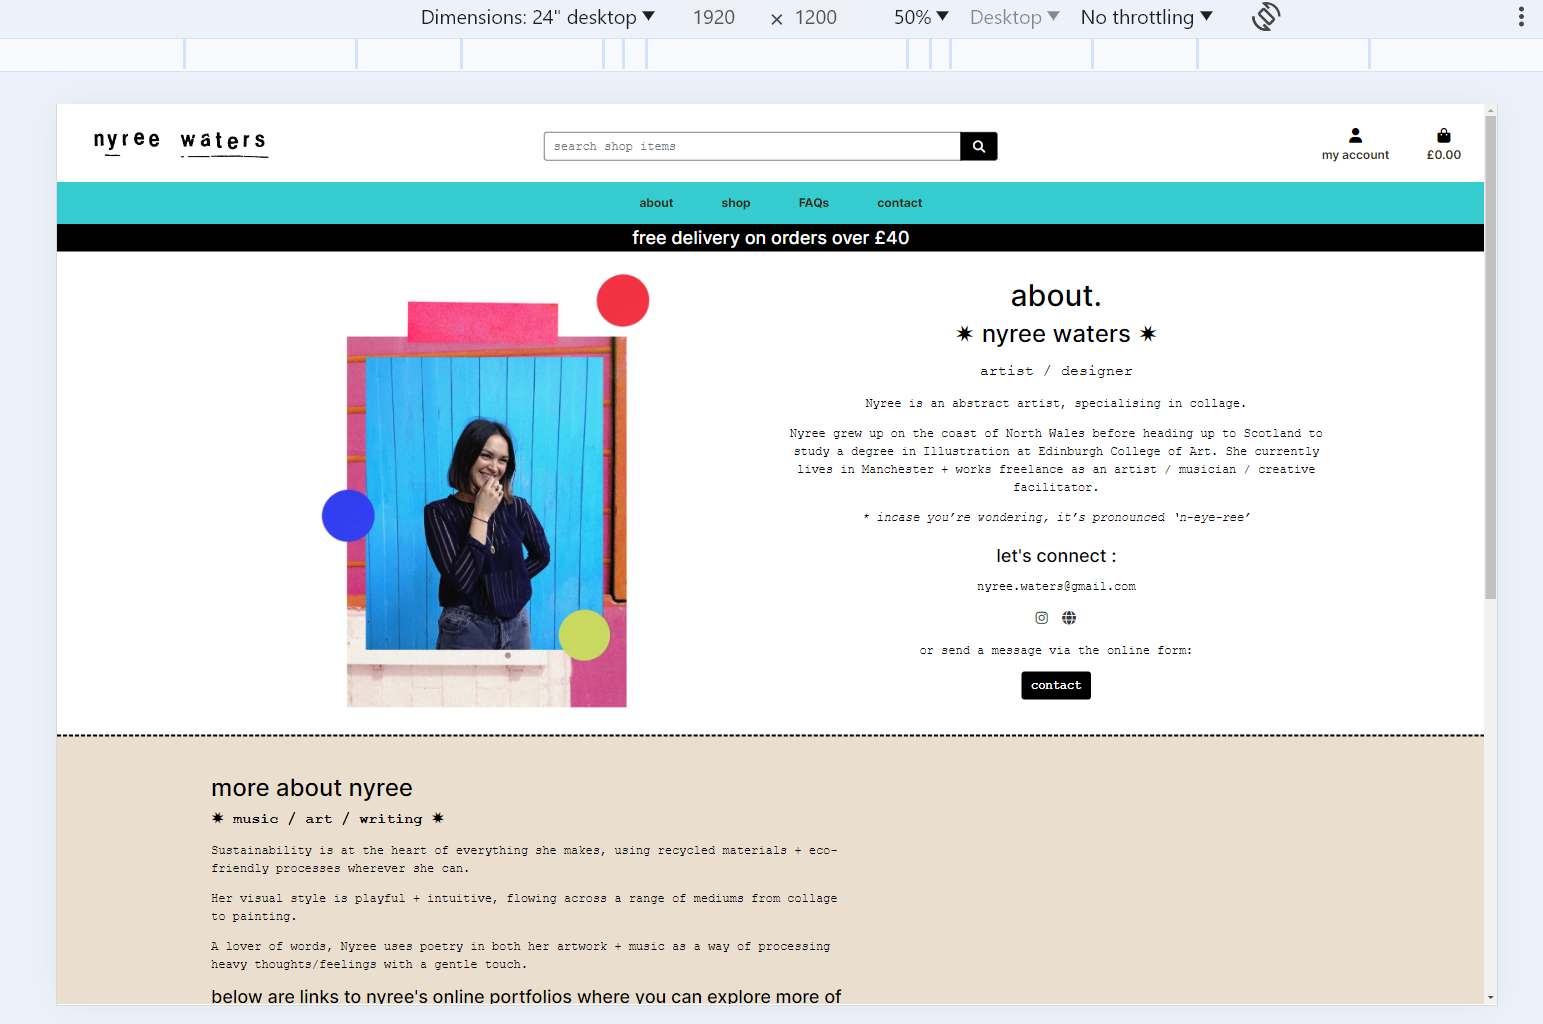 Dimensions: 24" desktop 1920 × 1200 50% Desktop No throttling
nyree waters
search shop items
my account
£0.00
about shop FAQs contact
free delivery on orders over £40
about.
✷ nyree waters ✷
artist / designer
Nyree is an abstract artist, specialising in collage.
Nyree grew up on the coast of North Wales before heading up to Scotland to
study a degree in Illustration at Edinburgh College of Art. She currently
lives in Manchester + works freelance as an artist / musician / creative
facilitator.
* incase you’re wondering, it’s pronounced ‘n-eye-ree’
let's connect :
nyree.waters@gmail.com
or send a message via the online form:
contact
more about nyree
✷ music / art / writing ✷
Sustainability is at the heart of everything she makes, using recycled materials + eco-
friendly processes wherever she can.
Her visual style is playful + intuitive, flowing across a range of mediums from collage
to painting.
A lover of words, Nyree uses poetry in both her artwork + music as a way of processing
heavy thoughts/feelings with a gentle touch.
below are links to nyree's online portfolios where you can explore more of